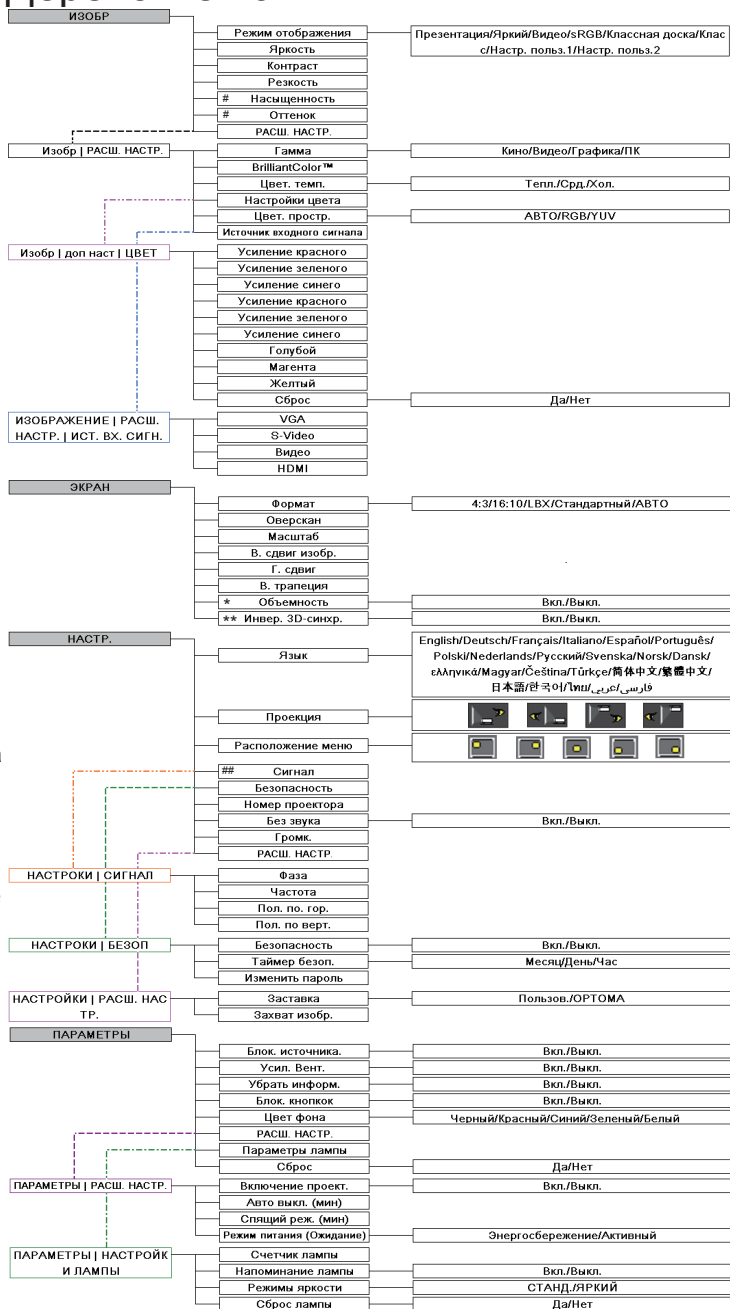 ИЗОБР
Режим отображения
Презентация/Яркий/Видео/sRGB/Классная доска/Клас
с/Настр. польз.1/Настр. польз.2
Яркость
Контраст
Резкость
# Насыщенность
# Оттенок
РАСШ. НАСТР.
Изобр | РАСШ. НАСТР.
Гамма
Кино/Видео/Графика/ПК
BrilliantColor™
Цвет. темп.
Тепл./Срд./Хол.
Настройки цвета
Цвет. простр.
АВТО/RGB/YUV
Источник входного сигнала
Изобр | доп наст | ЦВЕТ
Усиление красного
Усиление зеленого
Усиление синего
Усиление красного
Усиление зеленого
Усиление синего
Голубой
Магента
Желтый
Сброс
Да/Нет
ИЗОБРАЖЕНИЕ | РАСШ.
НАСТР. | ИСТ. ВХ. СИГН.
VGA
S-Video
Видео
HDMI
ЭКРАН
Формат
4:3/16:10/LBX/Стандартный/АВТО
Оверскан
Масштаб
В. сдвиг изобр.
Г. сдвиг
В. трапеция
* Объемность
Вкл./Выкл.
** Инвер. 3D-синхр.
Вкл./Выкл.
НАСТР.
Язык
English/Deutsch/Français/Italiano/Español/Português/
Polski/Nederlands/Русский/Svenska/Norsk/Dansk/
ελληνικά/Magyar/Čeština/Türkçe/简体中文/繁體中文/
日本語/한국어/ไทย/عربي/فارسى
Проекция
Расположение меню
## Сигнал
Безопасность
Номер проектора
Без звука
Вкл./Выкл.
Громк.
РАСШ. НАСТР.
НАСТРОКИ | СИГНАЛ
Фаза
Частота
Пол. по. гор.
Пол. по верт.
НАСТРОКИ | БЕЗОП
Безопасность
Вкл./Выкл.
Таймер безоп.
Месяц/День/Час
Изменить пароль
НАСТРОЙКИ | РАСШ. НАС
ТР.
Заставка
Пользов./OPTOMA
Захват изобр.
ПАРАМЕТРЫ
Блок. источника.
Вкл./Выкл.
Усил. Вент.
Вкл./Выкл.
Убрать информ.
Вкл./Выкл.
Блок. кнопкок
Вкл./Выкл.
Цвет фона
Черный/Красный/Синий/Зеленый/Белый
РАСШ. НАСТР.
Параметры лампы
Сброс
Да/Нет
ПАРАМЕТРЫ | РАСШ. НАСТР.
Включение проект.
Вкл./Выкл.
Авто выкл. (мин)
Спящий реж. (мин)
Режим питания (Ожидание)
Энергосбережение/Активный
ПАРАМЕТРЫ | НАСТРОЙК
И ЛАМПЫ
Счетчик лампы
Напоминание лампы
Вкл./Выкл.
Режимы яркости
СТАНД./ЯРКИЙ
Сброс лампы
Да/Нет